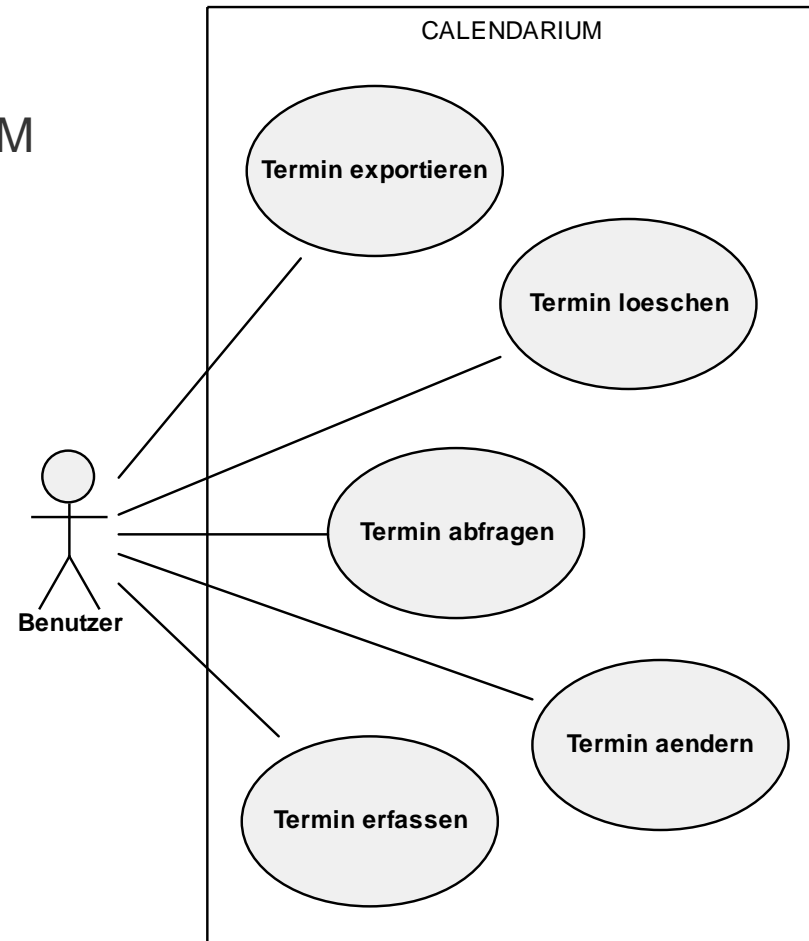 CALENDARIUM
M
Termin exportieren
Termin loeschen
Termin abfragen
Benutzer
Termin aendern
Termin erfassen